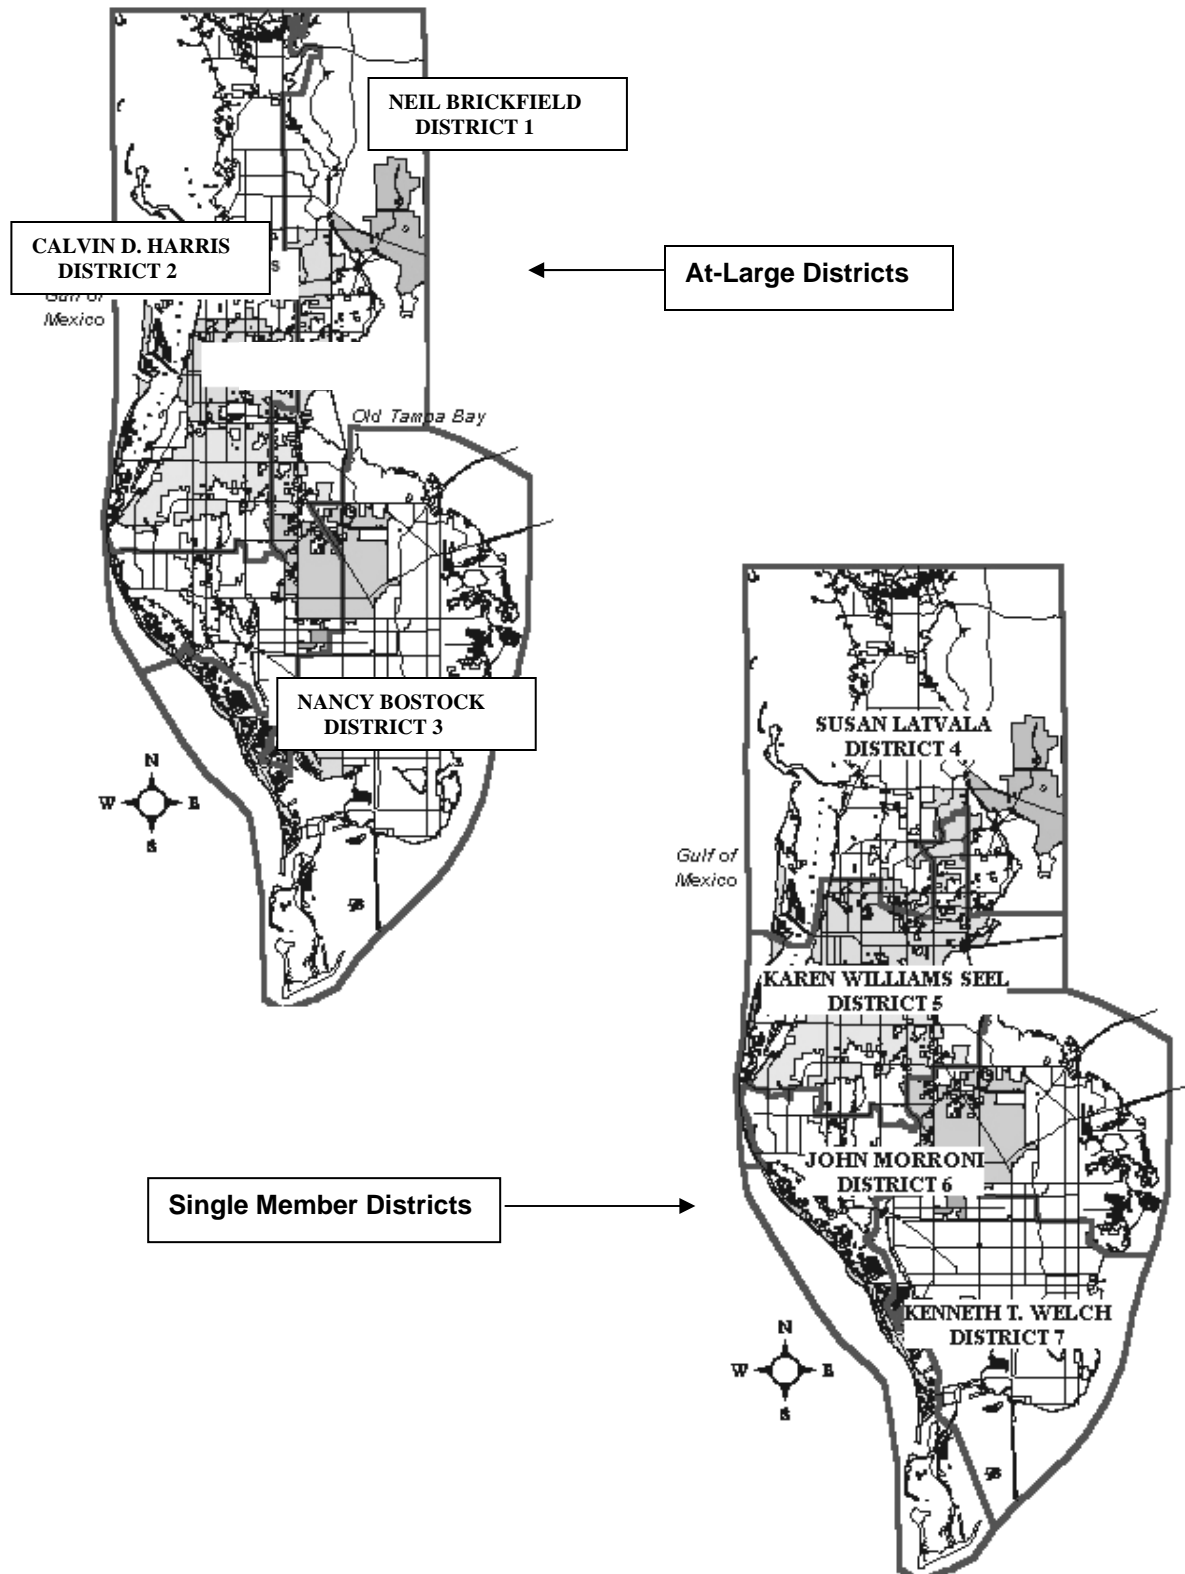 NEIL BRICKFIELD
DISTRICT 1
CALVIN D. HARRIS
DISTRICT 2
Gulf of
Mexico
At-Large Districts
Old Tampa Bay
NANCY BOSTOCK
DISTRICT 3
N
W E
S
SUSAN LATVALA
DISTRICT 4
Gulf of
Mexico
KAREN WILLIAMS SEEL
DISTRICT 5
JOHN MORRONI
DISTRICT 6
Single Member Districts
KENNETH T. WELCH
DISTRICT 7
N
W E
S